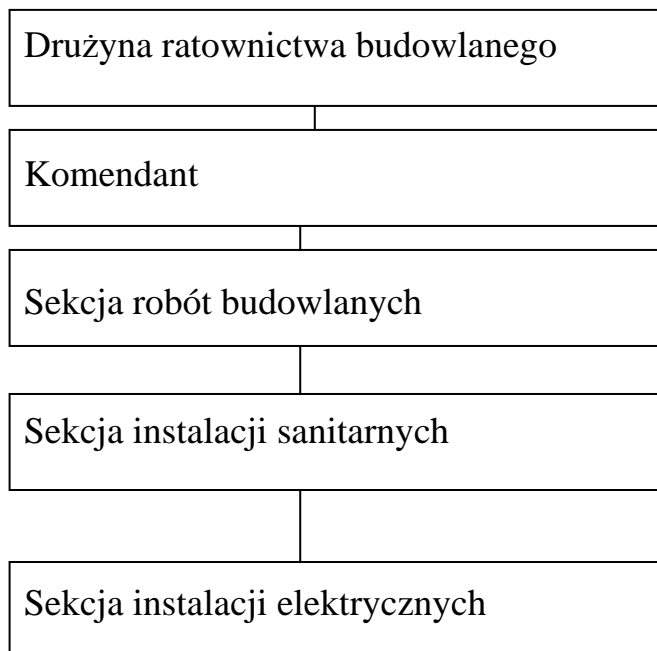 Drużyna ratownictwa budowlanego
Komendant
Sekcja robót budowlanych
Sekcja instalacji sanitarnych
Sekcja instalacji elektrycznych